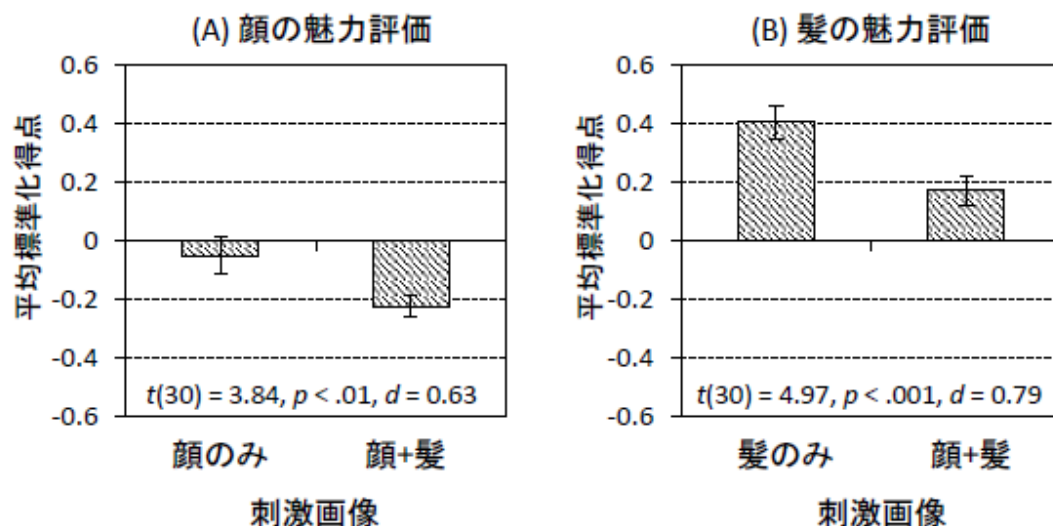 (A) 顔の魅力評価
平均標準化得点
0.6
0.4
0.2
0
-0.2
-0.4
-0.6
t(30) = 3.84, p < .01, d = 0.63
顔のみ 顔+髪
刺激画像
(B) 髪の魅力評価
平均標準化得点
0.6
0.4
0.2
0
-0.2
-0.4
-0.6
t(30) = 4.97, p < .001, d = 0.79
髪のみ 顔+髪
刺激画像